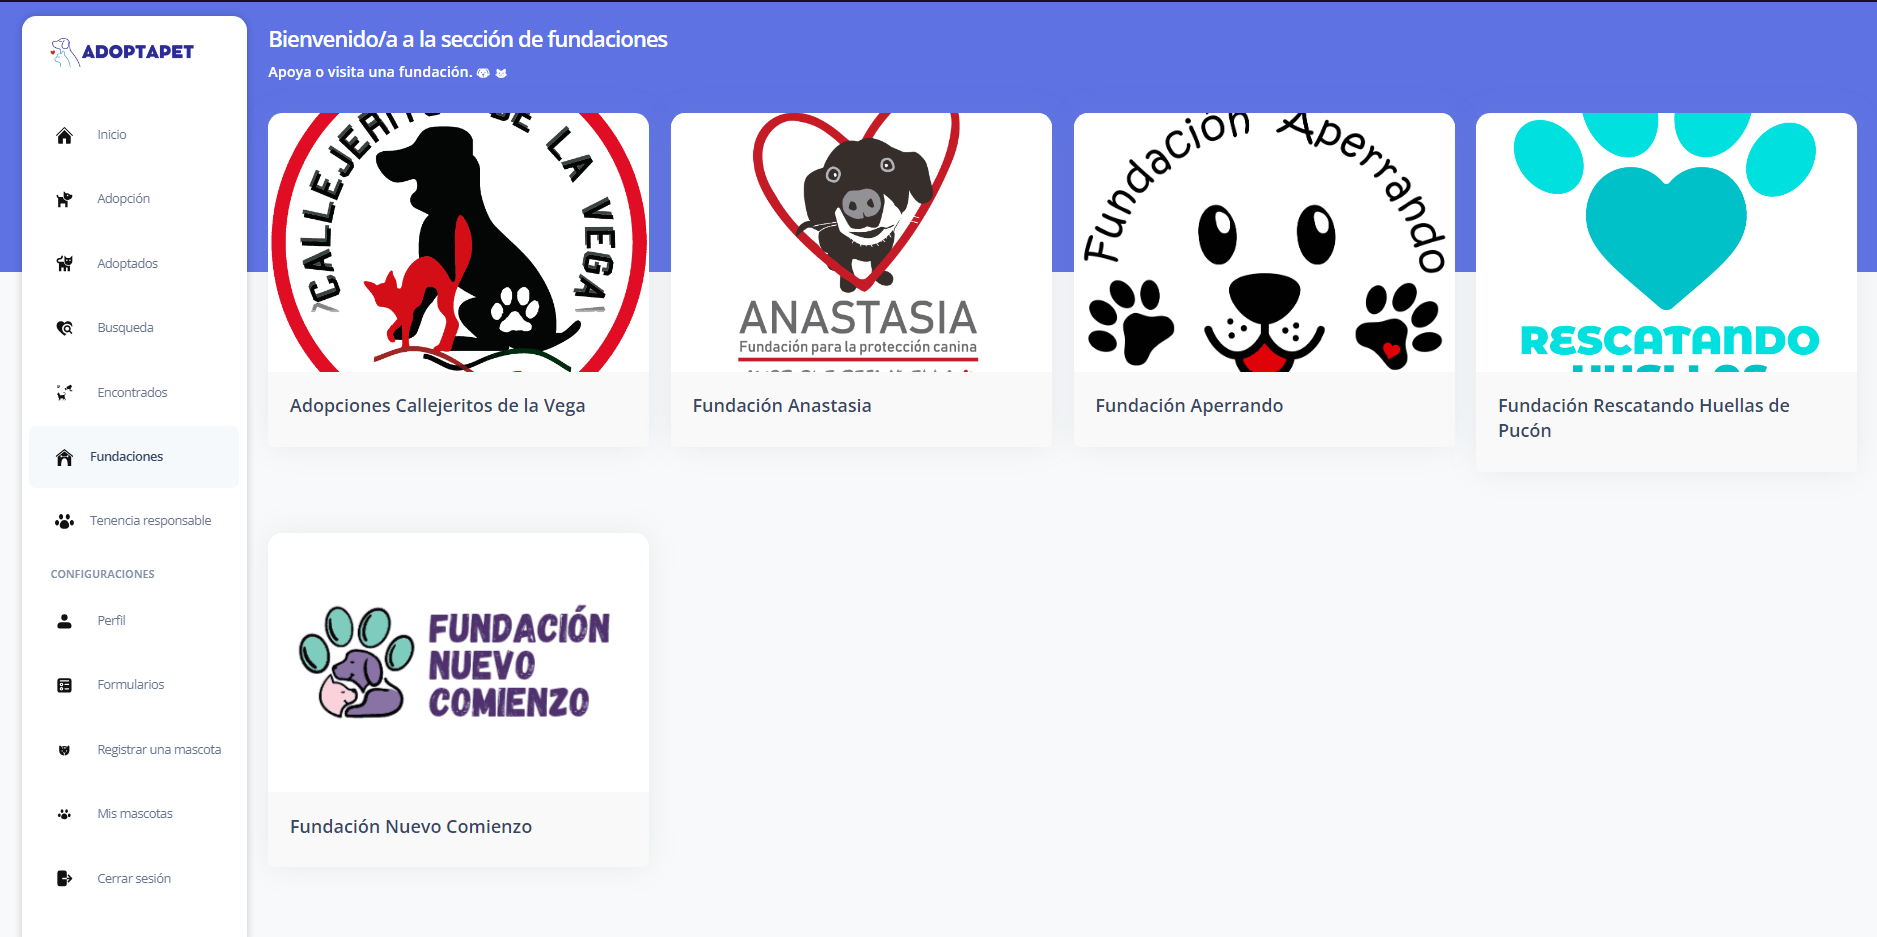 ADOPTAPET
Inicio
Adopción
Adoptados
Busqueda
Encontrados
Fundaciones
Tenencia responsable
CONFIGURACIONES
Perfil
Formularios
Registrar una mascota
Mis mascotas
Cerrar sesión
Bienvenido/a a la sección de fundaciones
Apoya o visita una fundación.
CALLEJERITOS DE LA VEGA
Adopciones Callejeritos de la Vega
ANASTASIA
Fundación para la protección canina
Fundación Anastasia
Fundación Aperrando
Fundación Aperrando
RESCATANDO
HUELLAS
Fundación Rescatando Huellas de
Pucón
FUNDACIÓN
NUEVO
COMIENZO
Fundación Nuevo Comienzo